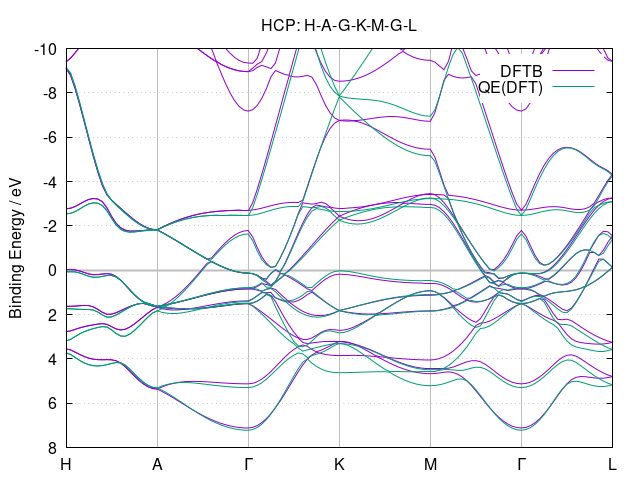 HCP: H-A-G-K-M-G-L
DFTB
QE(DFT)
Binding Energy / eV
-10
-8
-6
-4
-2
0
2
4
6
8
H A Γ K M Γ L